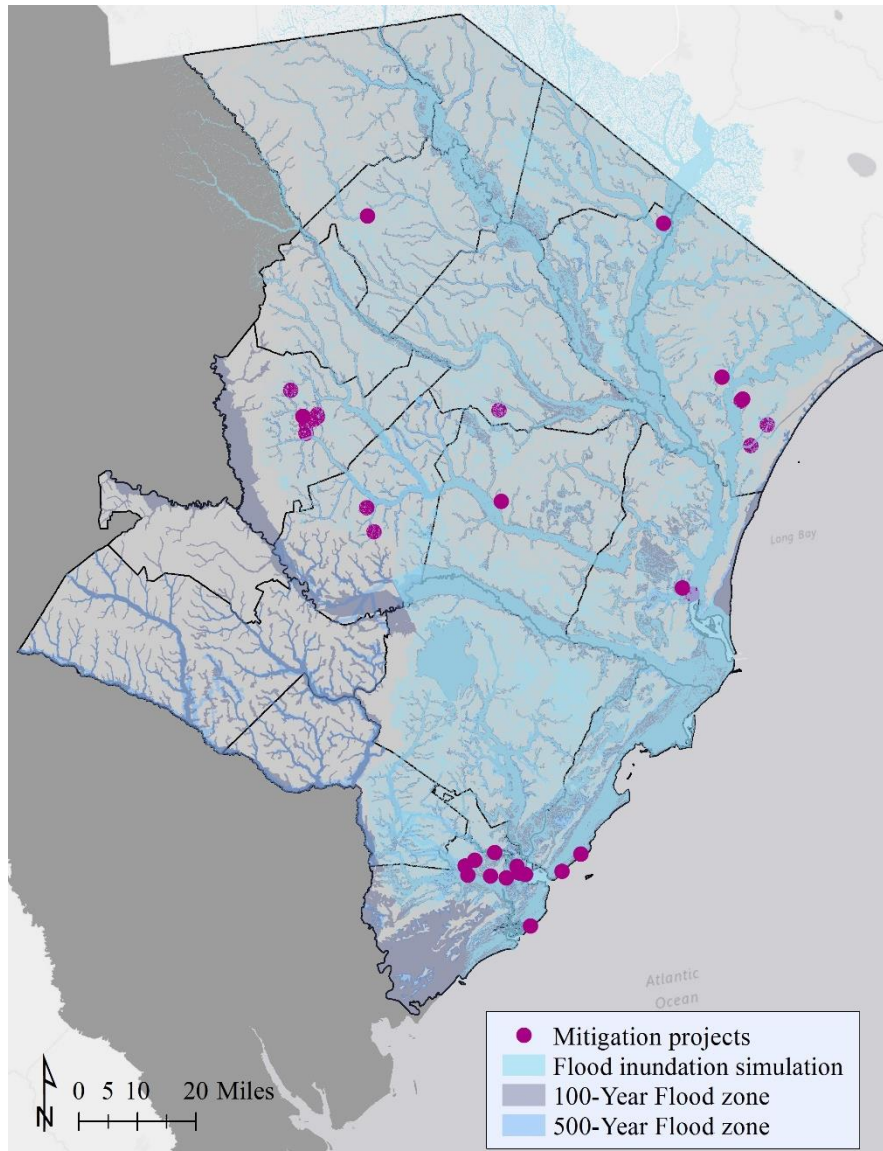 Long Bay
Atlantic
Ocean
N
0 5 10 20 Miles
Mitigation projects
Flood inundation simulation
100-Year Flood zone
500-Year Flood zone